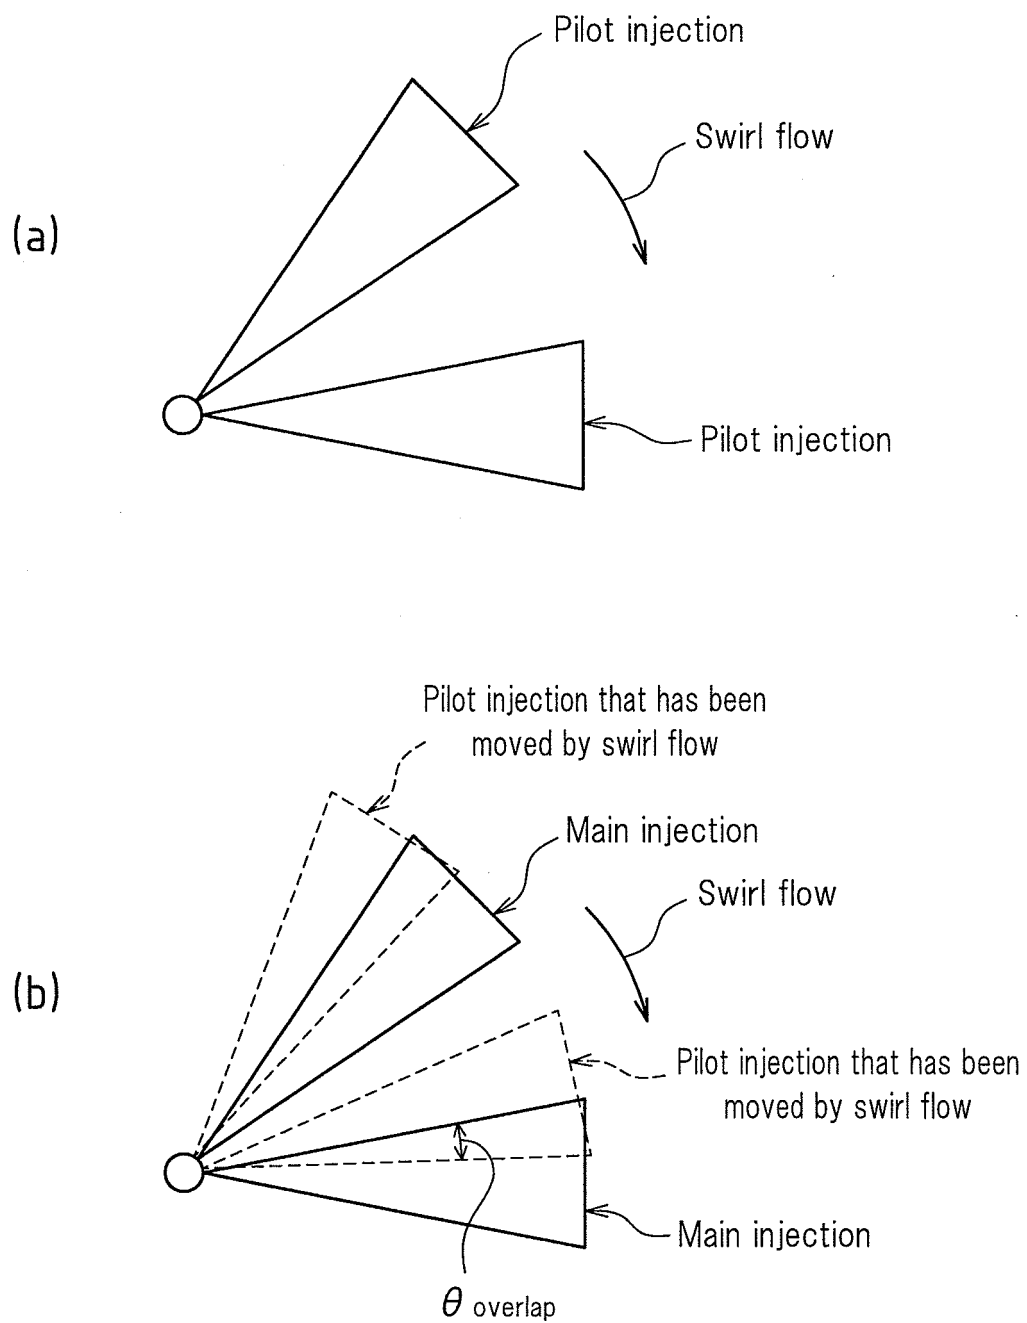 Pilot injection
Swirl flow
(a)
Pilot injection
Pilot injection that has been
moved by swirl flow
Main injection
Swirl flow
(b)
Pilot injection that has been
moved by swirl flow
Main injection
θ overlap